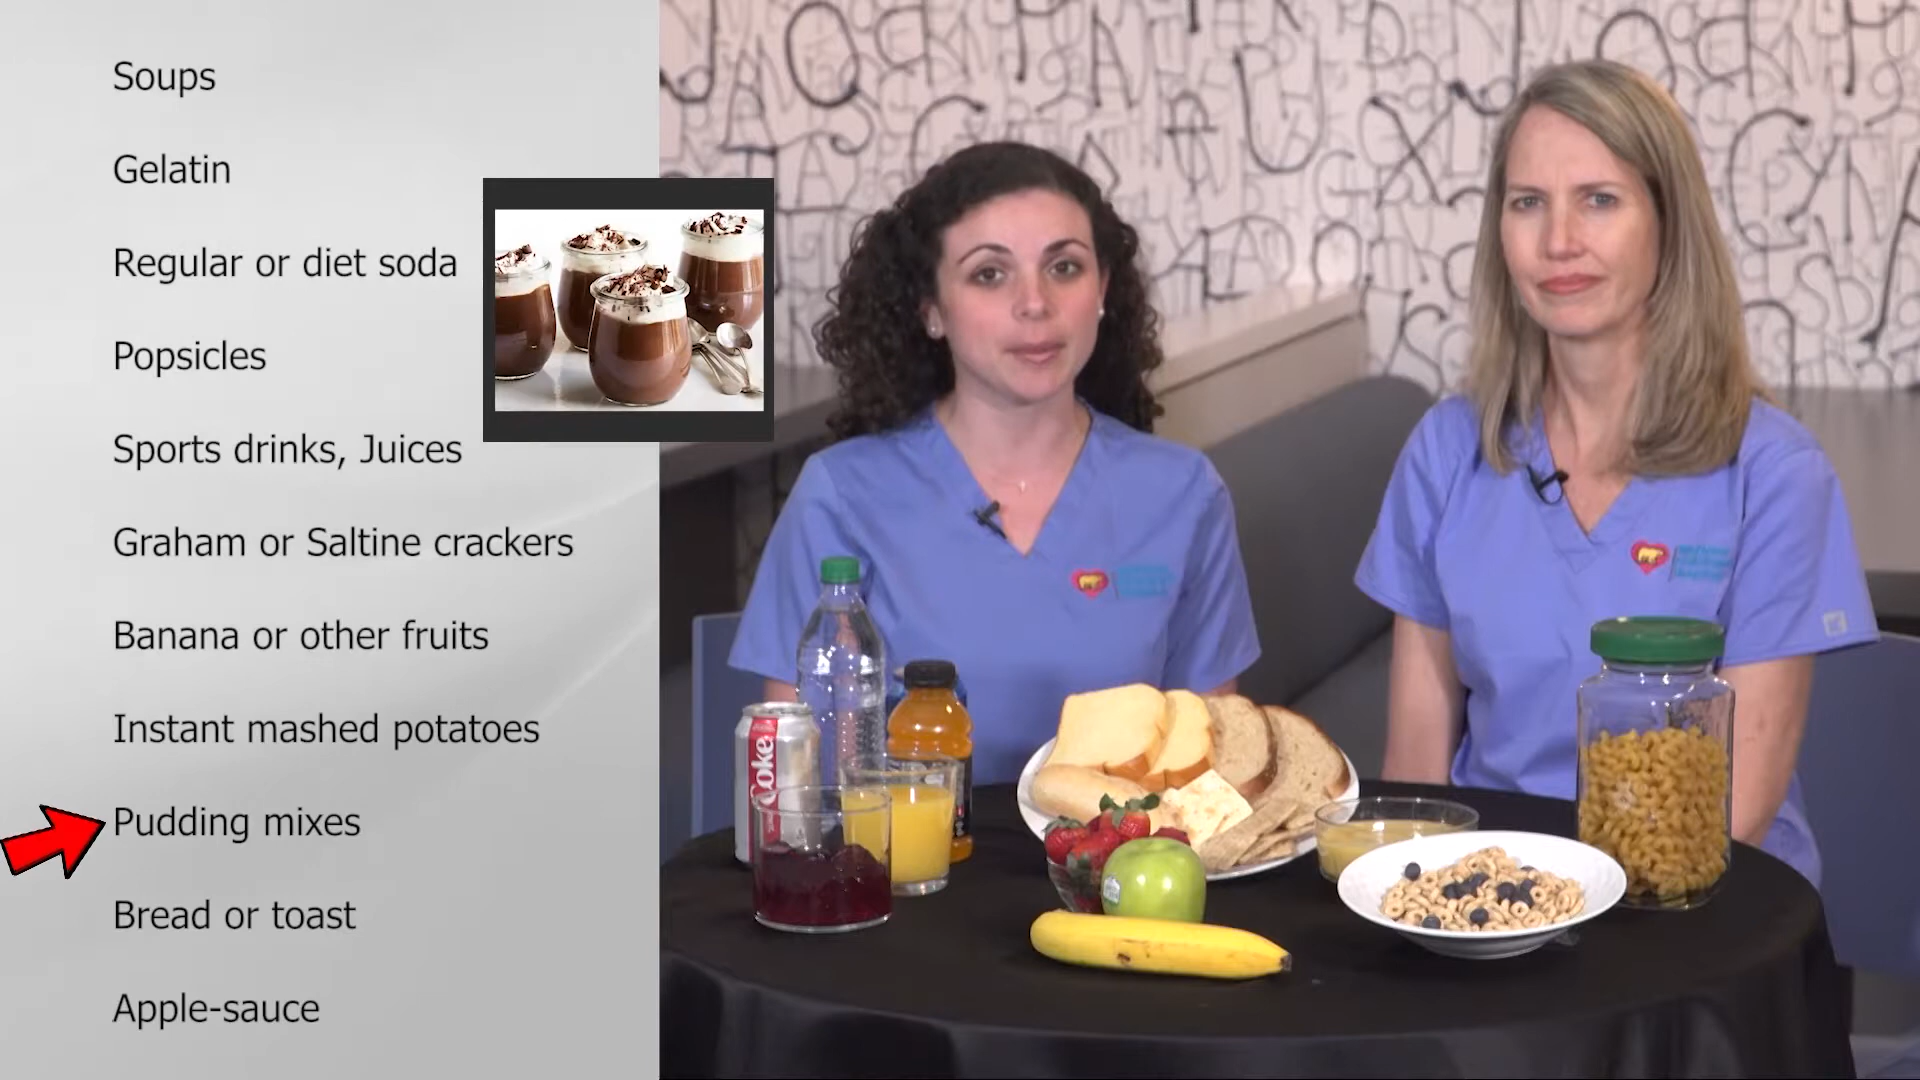 Soups
Gelatin
Regular or diet soda
Popsicles
Sports drinks, Juices
Graham or Saltine crackers
Banana or other fruits
Instant mashed potatoes
Pudding mixes
Bread or toast
Apple-sauce
Coke